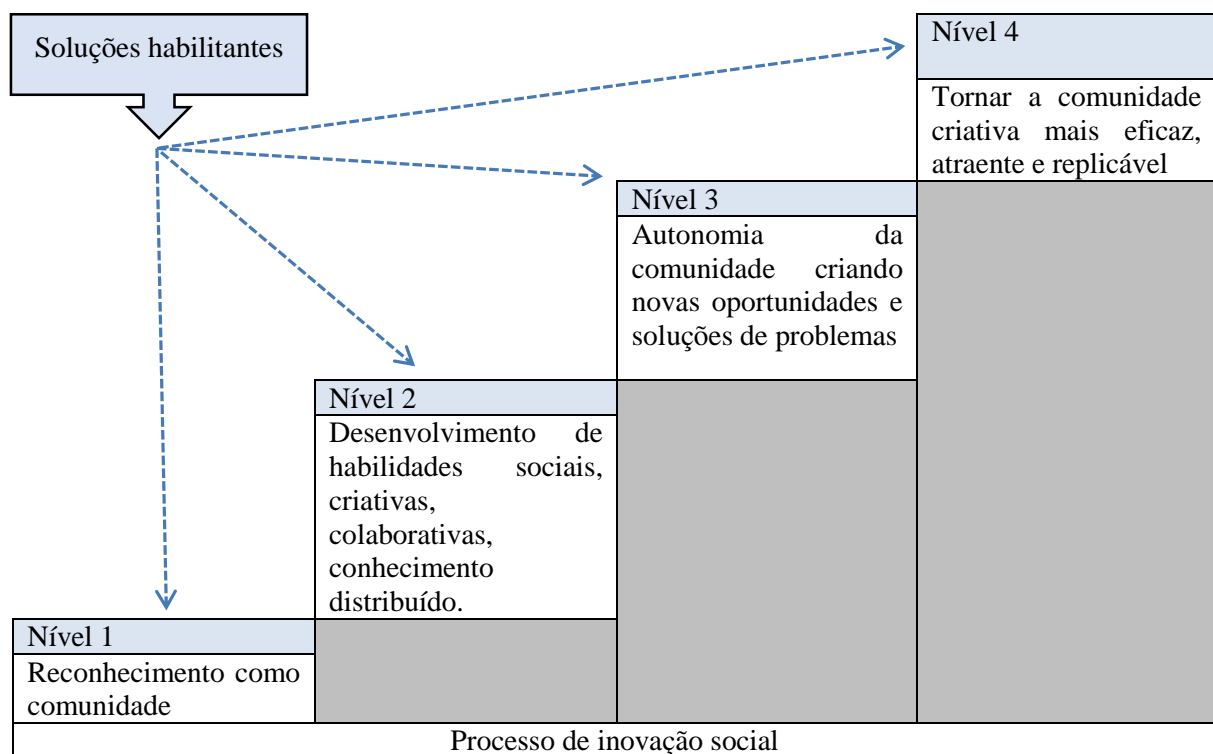 Soluções habilitantes
Nível 4
Tornar a comunidade
criativa mais eficaz,
atraente e replicável
Nível 3
Autonomia da
comunidade criando
novas oportunidades e
soluções de problemas
Nível 2
Desenvolvimento de
habilidades sociais,
criativas,
colaborativas,
conhecimento
distribuído.
Nível 1
Reconhecimento como
comunidade
Processo de inovação social